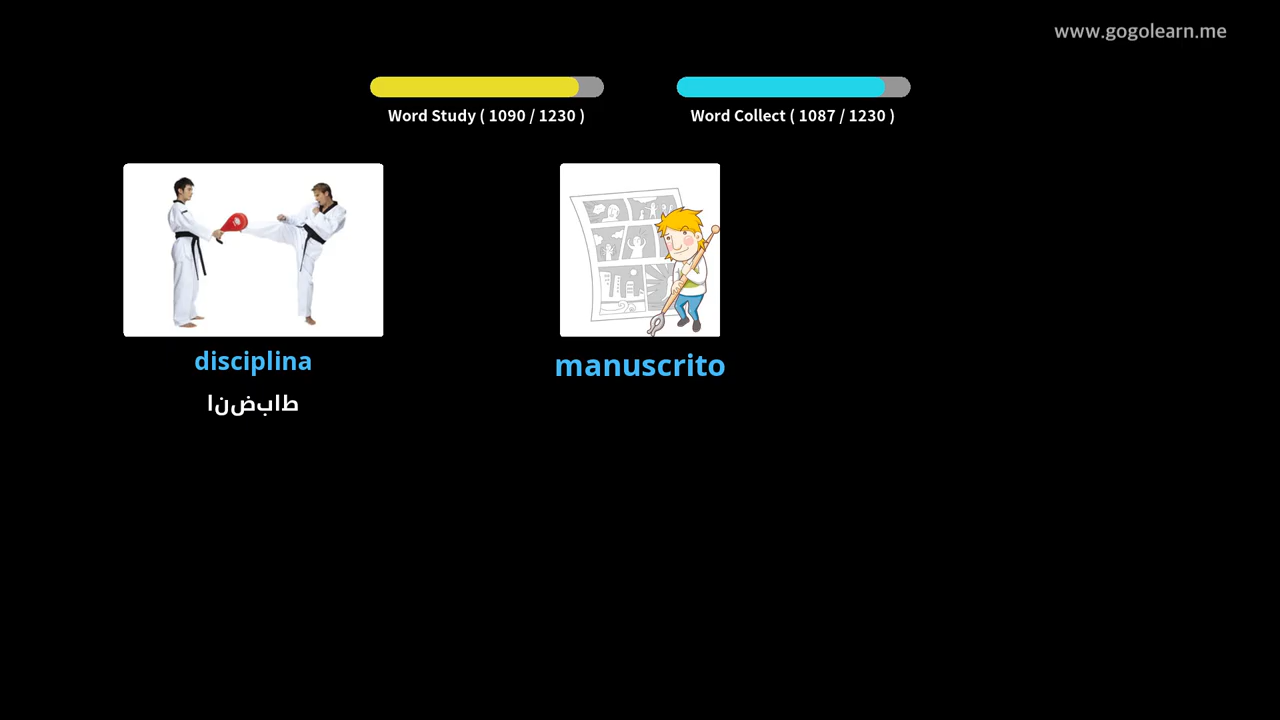 www.gogolearn.me
Word Study ( 1090 / 1230 )
Word Collect ( 1087 / 1230 )
disciplina
طابضنا
manuscrito